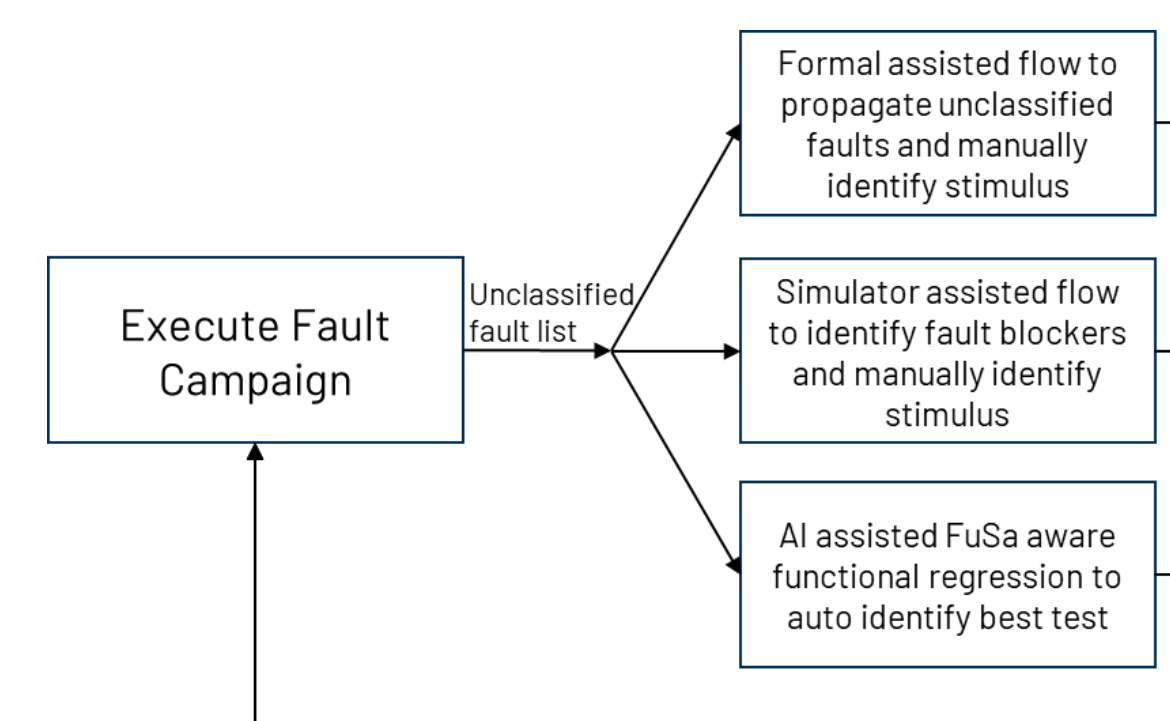 Execute Fault
Campaign
Unclassified
fault list
Formal assisted flow to
propagate unclassified
faults and manually
identify stimulus
Simulator assisted flow
to identify fault blockers
and manually identify
stimulus
AI assisted FuSa aware
functional regression to
auto identify best test